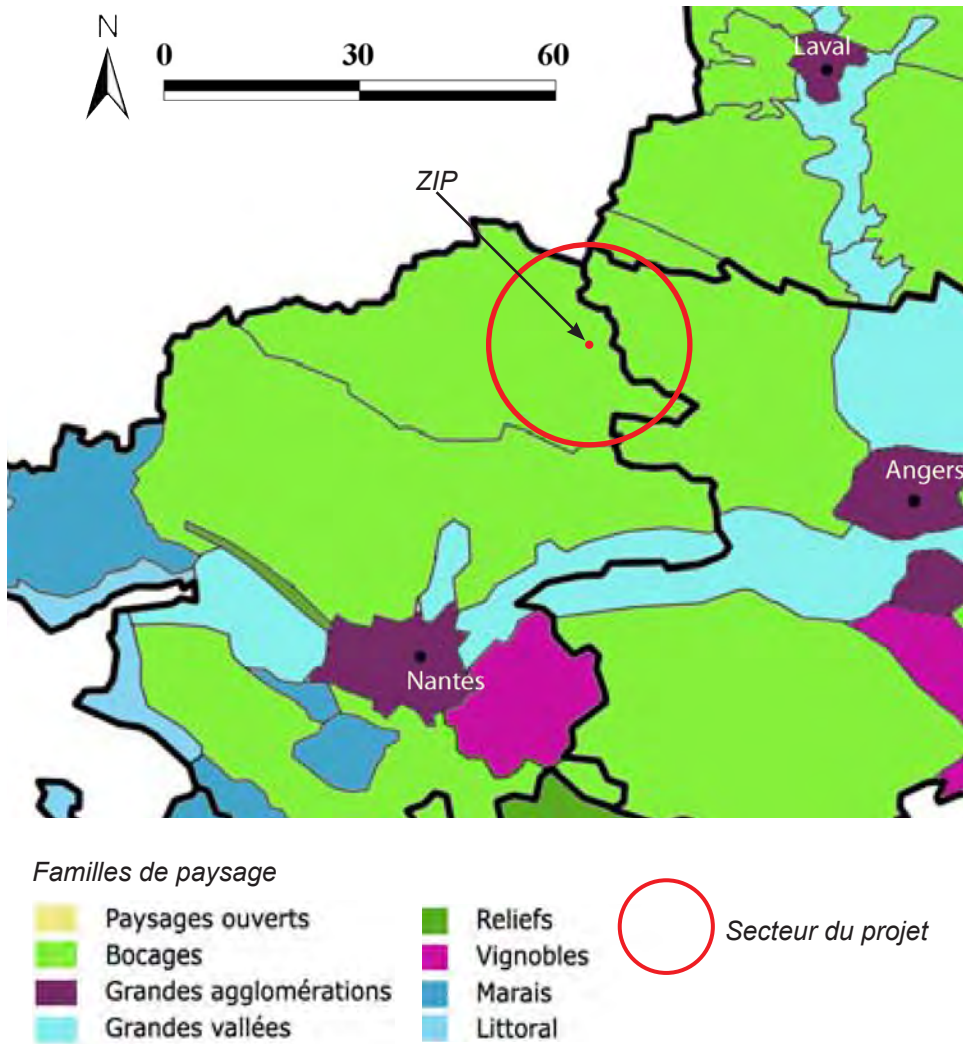 N
0 30 60
Laval
ZIP
Angers
Nantes
Familles de paysage
Paysages ouverts
Bocages
Grandes agglomérations
Grandes vallées
Reliefs
Vignobles
Marais
Littoral
Secteur du projet